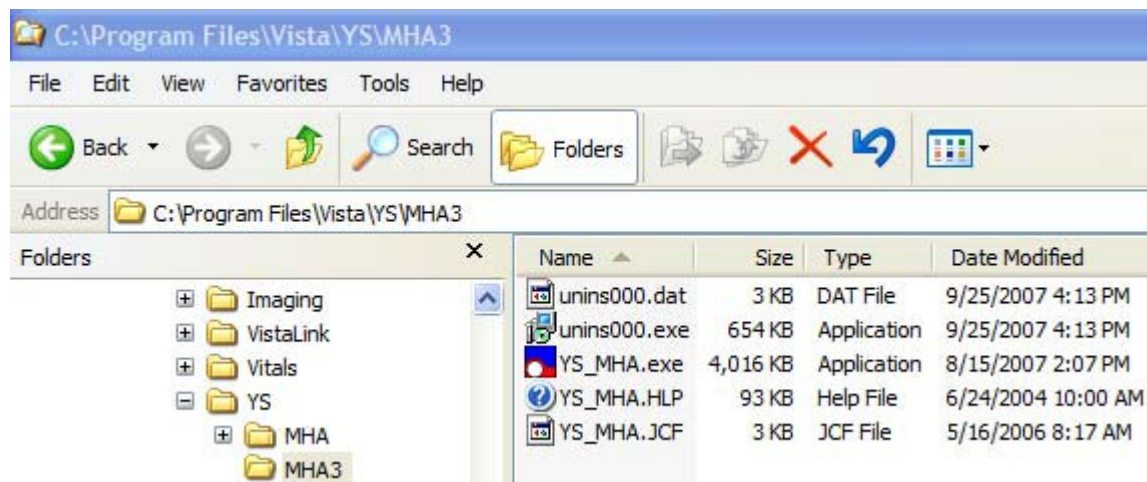 C:\Program Files\Vista\YS\MHA3
File Edit View Favorites Tools Help
Back Search Folders
Address C:\Program Files\Vista\YS\MHA3
Folders X Name Size Type Date Modified
Imaging unins000.dat 3 KB DAT File 9/25/2007 4:13 PM
VistaLink unins000.exe 654 KB Application 9/25/2007 4:13 PM
Vitals YS_MHA.exe 4,016 KB Application 8/15/2007 2:07 PM
YS YS_MHA.HLP 93 KB Help File 6/24/2004 10:00 AM
MHA YS_MHA.JCF 3 KB JCF File 5/16/2006 8:17 AM
MHA3